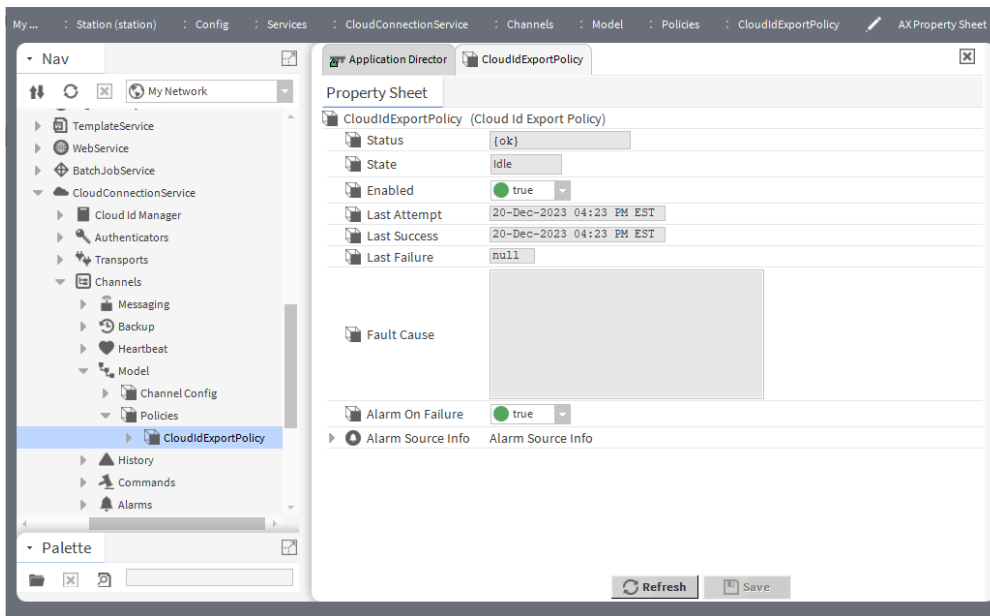 My ... : Station (station) : Config : Services : CloudConnectionService : Channels : Model : Policies : CloudIdExportPolicy AX Property Sheet
Nav
My Network
TemplateService
WebService
BatchJobService
CloudConnectionService
Cloud Id Manager
Authenticators
Transports
Channels
Messaging
Backup
Heartbeat
Model
Channel Config
Policies
CloudIdExportPolicy
History
Commands
Alarms
Palette
Application Director
CloudIdExportPolicy
Property Sheet
CloudIdExportPolicy (Cloud Id Export Policy)
Status {ok}
State Idle
Enabled true
Last Attempt 20-Dec-2023 04:23 PM EST
Last Success 20-Dec-2023 04:23 PM EST
Last Failure null
Fault Cause
Alarm On Failure true
Alarm Source Info Alarm Source Info
Refresh Save